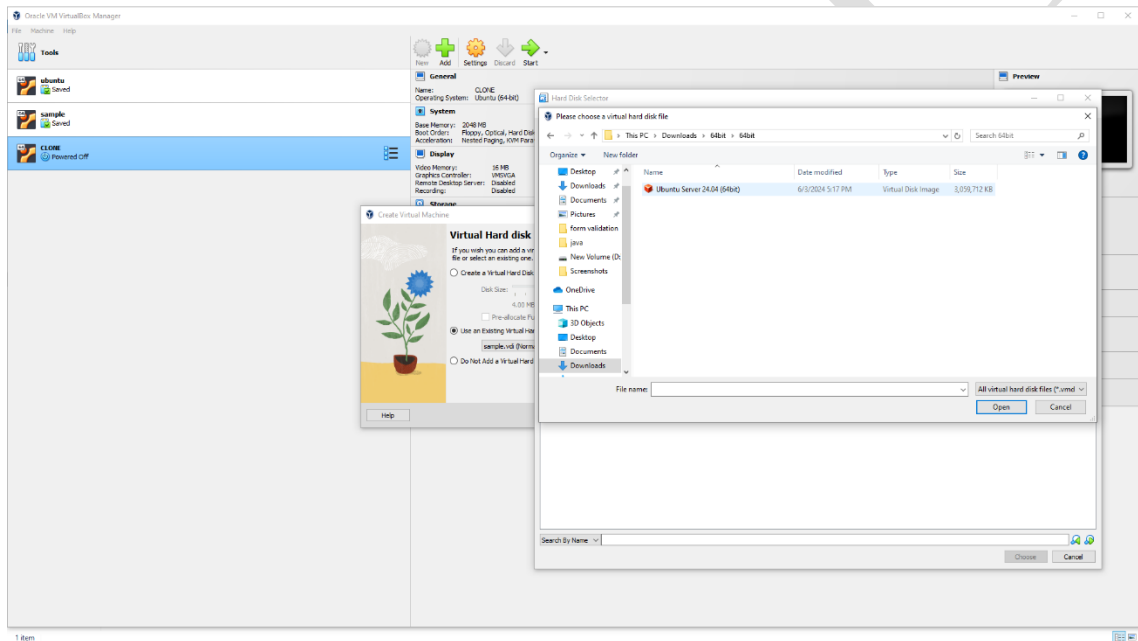 Oracle VM VirtualBox Manager
File Machine Help
Tools
New Add Settings Discard Start
ubuntu
Saved
sample
Saved
CLONE
Powered Off
General
Name: CLONE
Operating System: Ubuntu (64-bit)
System
Base Memory: 2048 MB
Boot Order: Floppy, Optical, Hard Disk
Acceleration: Nested Paging, KVM Para
Display
Video Memory: 16 MB
Graphics Controller: VMSVGA
Remote Desktop Server: Disabled
Recording: Disabled
Storage
Preview
Create Virtual Machine
Virtual Hard disk
If you wish you can add a vir
file or select an existing one.
Create a Virtual Hard Disk
Disk Size:
4.00 MB
Pre-allocate Fu
Use an Existing Virtual Har
sample.vdi (Norm
Do Not Add a Virtual Hard
Help
Hard Disk Selector
Please choose a virtual hard disk file
This PC > Downloads > 64bit > 64bit
Search 64bit
Organize New folder
Desktop
Downloads
Documents
Pictures
form validation
java
New Volume (D:
Screenshots
OneDrive
This PC
3D Objects
Desktop
Documents
Downloads
Name Date modified Type Size
Ubuntu Server 24.04 (64bit) 6/3/2024 5:17 PM Virtual Disk Image 3,059,712 KB
File name:
All virtual hard disk files (*.vmd
Open Cancel
Search By Name
Choose Cancel
1 item